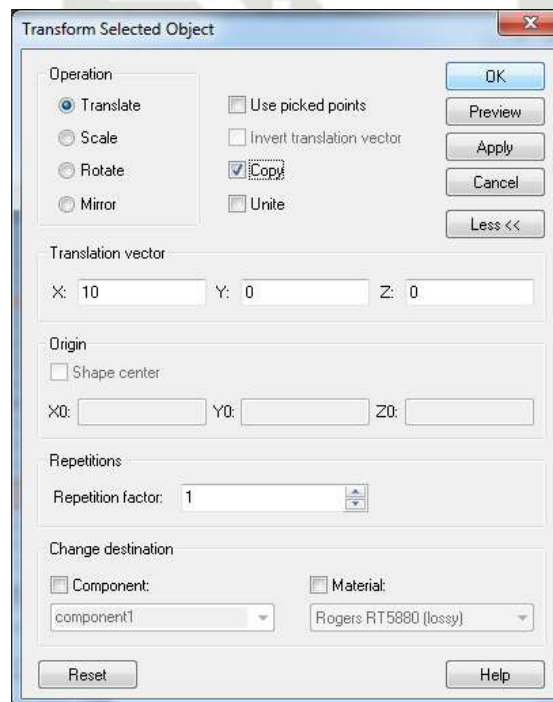 Transform Selected Object
Operation
Translate
Scale
Rotate
Mirror
Use picked points
Invert translation vector
Copy
Unite
OK
Preview
Apply
Cancel
Less <<
Translation vector
X: 10 Y: 0 Z: 0
Origin
Shape center
X0: Y0: Z0:
Repetitions
Repetition factor: 1
Change destination
Component: Material:
component1 Rogers RT5880 (lossy)
Reset Help